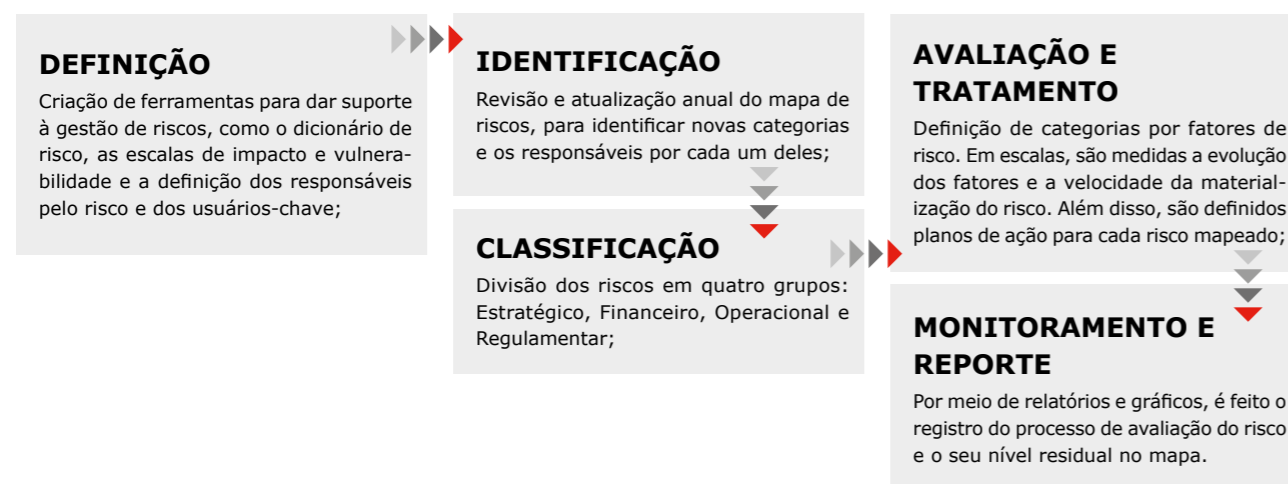 DEFINIÇÃO
Criação de ferramentas para dar suporte
à gestão de riscos, como o dicionário de
risco, as escalas de impacto e vulnera-
bilidade e a definição dos responsáveis
pelo risco e dos usuários-chave;
IDENTIFICAÇÃO
Revisão e atualização anual do mapa de
riscos, para identificar novas categorias
e os responsáveis por cada um deles;
CLASSIFICAÇÃO
Divisão dos riscos em quatro grupos:
Estratégico, Financeiro, Operacional e
Regulamentar;
AVALIAÇÃO E
TRATAMENTO
Definição de categorias por fatores de
risco. Em escalas, são medidas a evolução
dos fatores e a velocidade da material-
ização do risco. Além disso, são definidos
planos de ação para cada risco mapeado;
MONITORAMENTO E
REPORTE
Por meio de relatórios e gráficos, é feito o
registro do processo de avaliação do risco
e o seu nível residual no mapa.